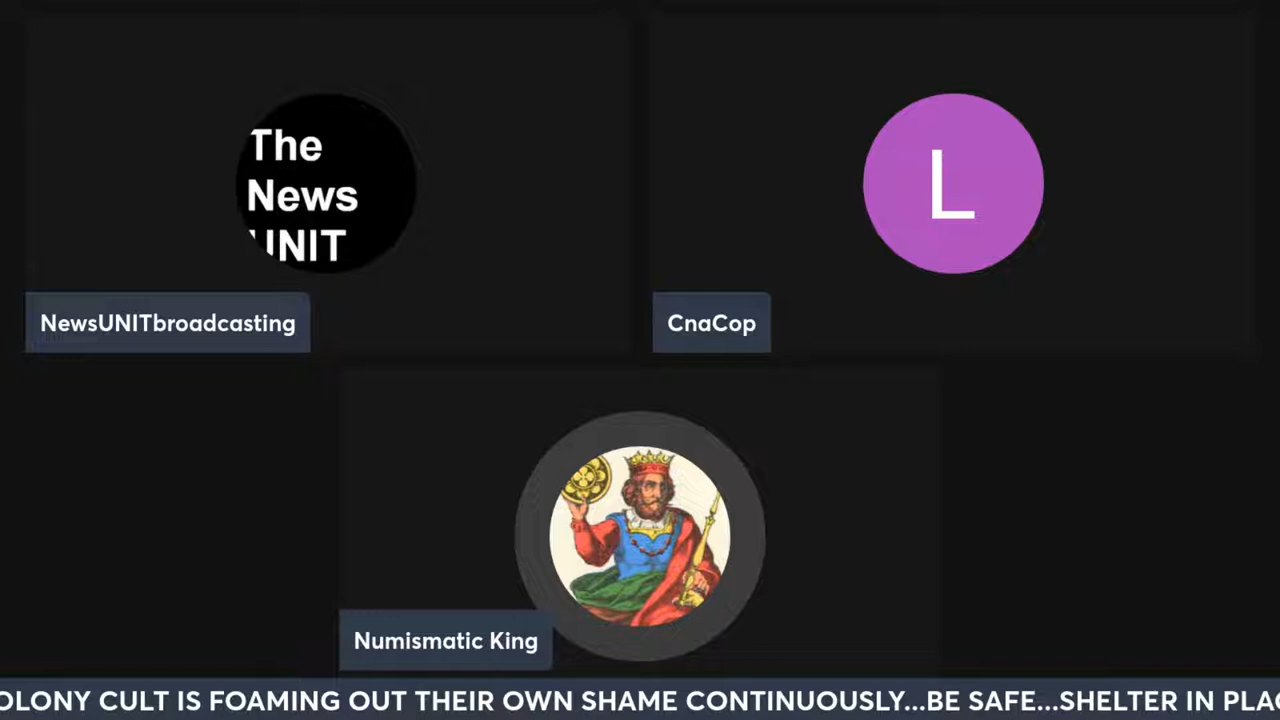 The
News
UNIT
NewsUNITbroadcasting
L
CnaCop
Numismatic King
OLONY CULT IS FOAMING OUT THEIR OWN SHAME CONTINUOUSLY...BE SAFE...SHELTER IN PLAC